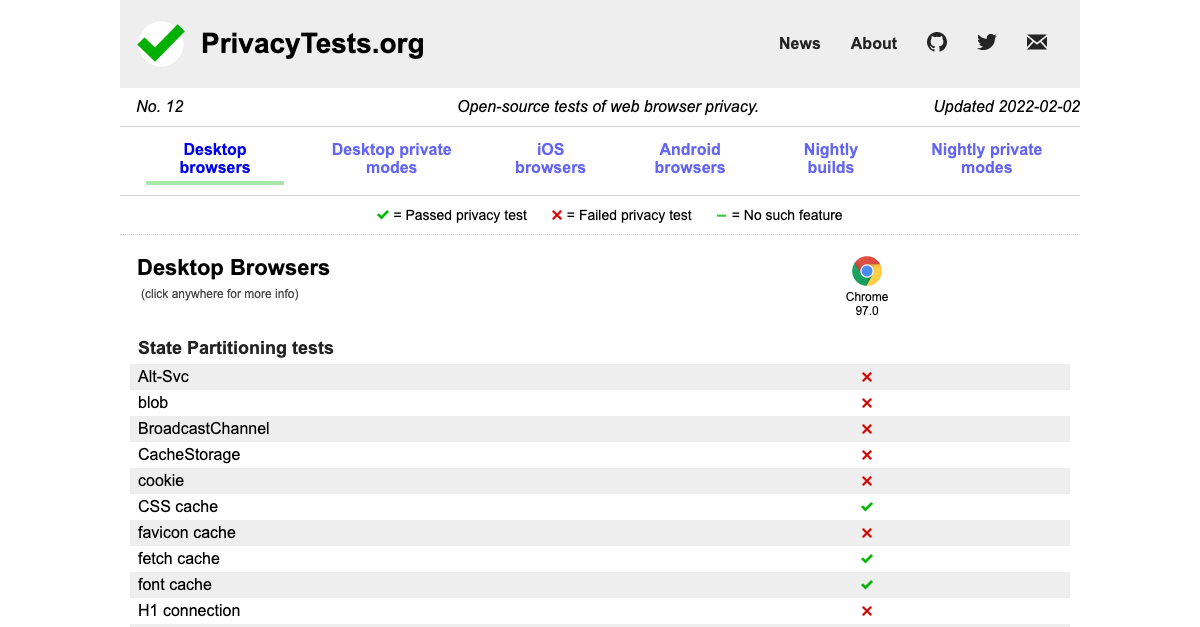 PrivacyTests.org
News About
No. 12 Open-source tests of web browser privacy. Updated 2022-02-02
Desktop browsers Desktop private modes iOS browsers Android browsers Nightly builds Nightly private modes
= Passed privacy test = Failed privacy test = No such feature
Desktop Browsers
(click anywhere for more info)
Chrome
97.0
State Partitioning tests
Alt-Svc
blob
BroadcastChannel
CacheStorage
cookie
CSS cache
favicon cache
fetch cache
font cache
H1 connection